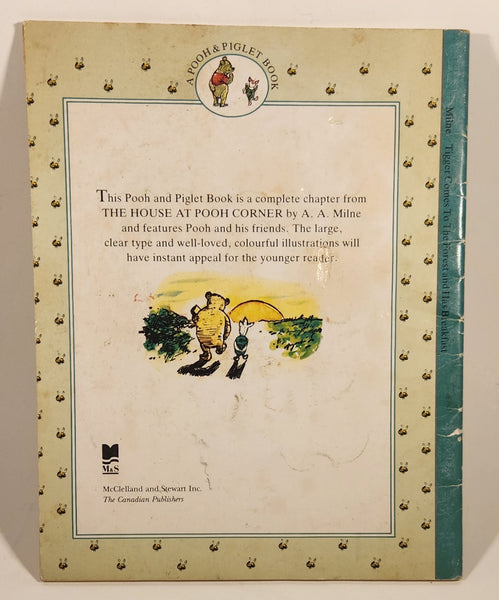 A POOH & PIGLET BOOK
This Pooh and Piglet Book is a complete chapter from
THE HOUSE AT POOH CORNER by A. A. Milne
and features Pooh and his friends. The large,
clear type and well-loved, colourful illustrations will
have instant appeal for the younger reader.
M&S
McClelland and Stewart Inc.
The Canadian Publishers
Milne Tigger Comes To The Forest and Has Breakfast